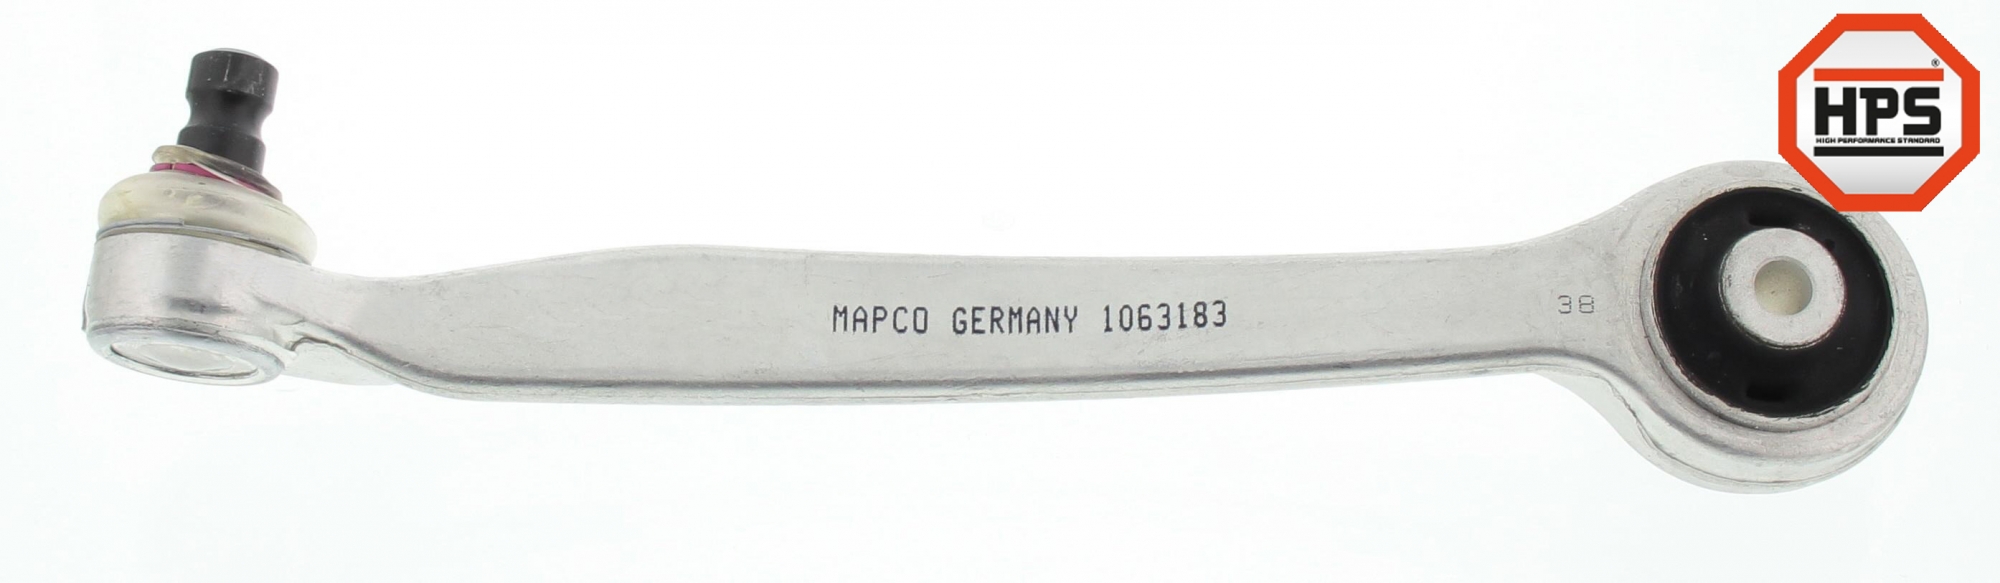 HPS®
HIGH PERFORMANCE STANDARD
MAPCO GERMANY 1063183
38